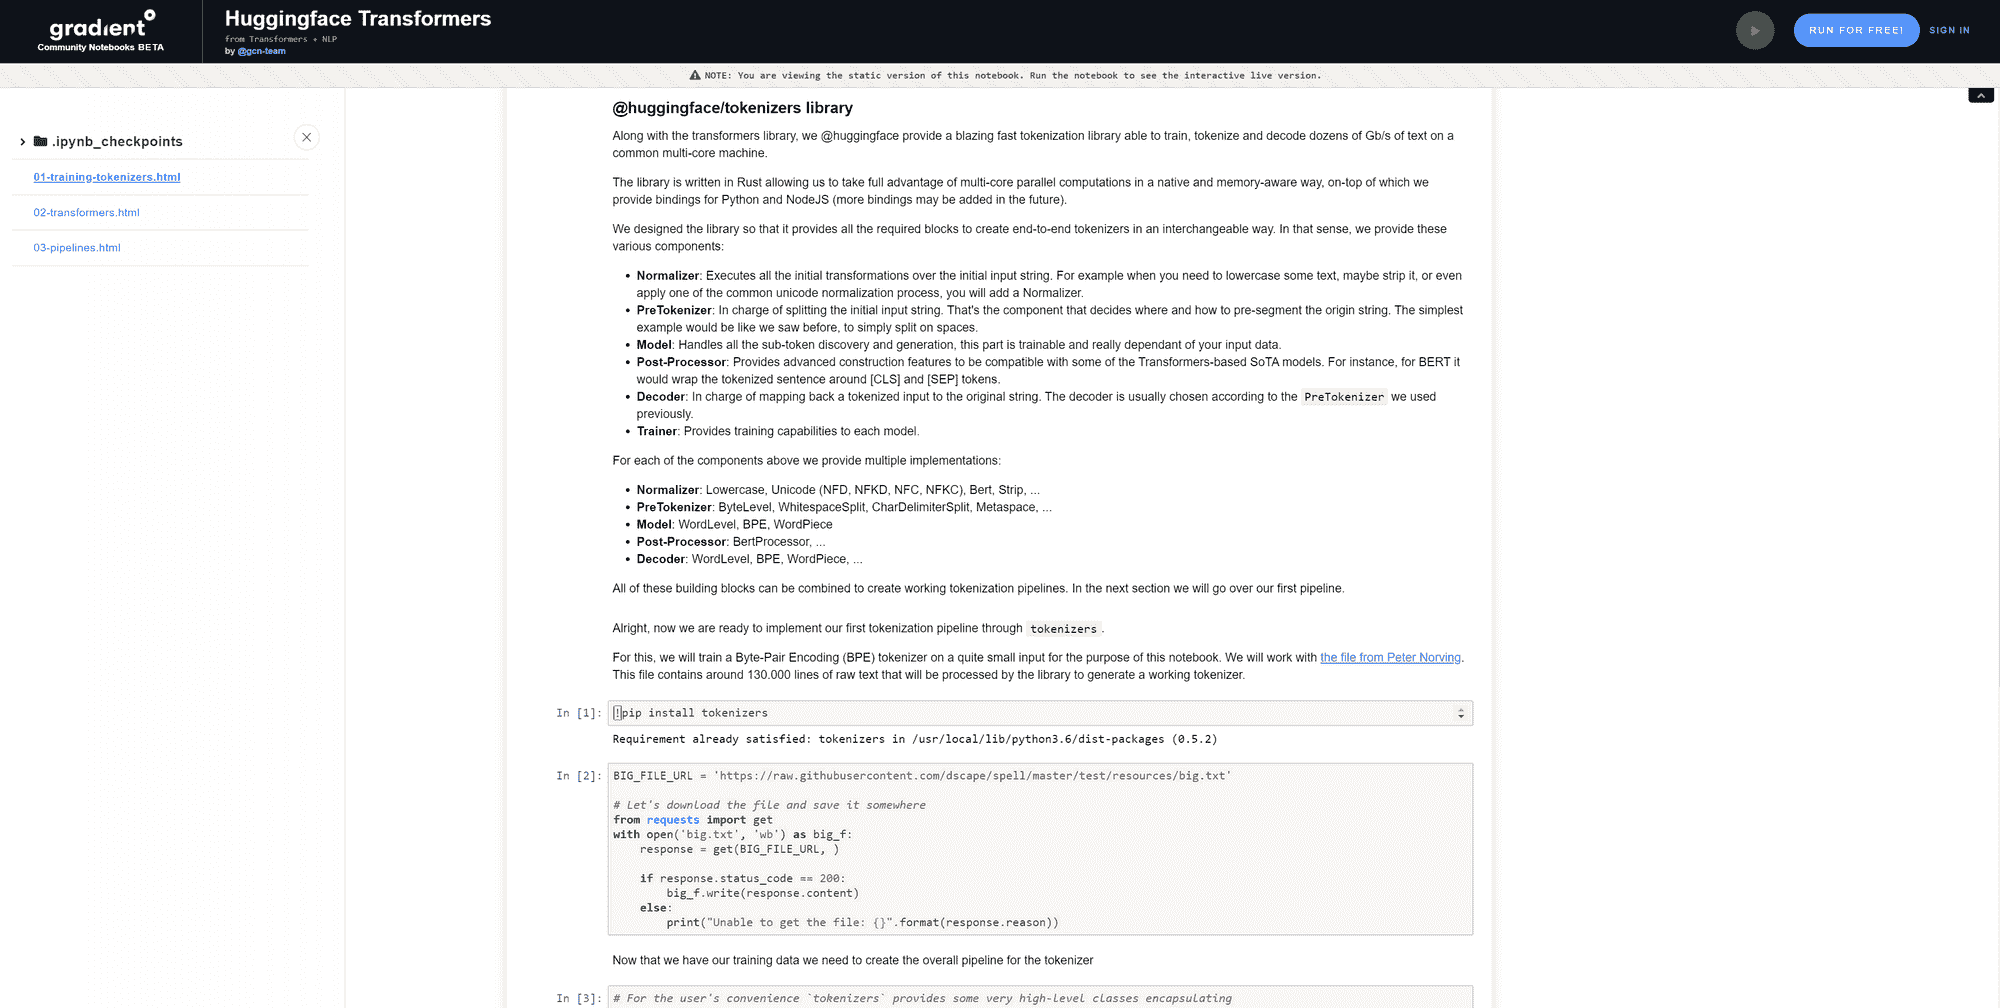 gradient
Community Notebooks BETA
Huggingface Transformers
from Transformers + NLP
by @gcn-team
RUN FOR FREE!
SIGN IN
NOTE: You are viewing the static version of this notebook. Run the notebook to see the interactive live version.
.ipynb_checkpoints
01-training-tokenizers.html
02-transformers.html
03-pipelines.html
@huggingface/tokenizers library
Along with the transformers library, we @huggingface provide a blazing fast tokenization library able to train, tokenize and decode dozens of Gb/s of text on a
common multi-core machine.
The library is written in Rust allowing us to take full advantage of multi-core parallel computations in a native and memory-aware way, on-top of which we
provide bindings for Python and NodeJS (more bindings may be added in the future).
We designed the library so that it provides all the required blocks to create end-to-end tokenizers in an interchangeable way. In that sense, we provide these
various components:
• Normalizer: Executes all the initial transformations over the initial input string. For example when you need to lowercase some text, maybe strip it, or even
apply one of the common unicode normalization process, you will add a Normalizer.
• PreTokenizer: In charge of splitting the initial input string. That's the component that decides where and how to pre-segment the origin string. The simplest
example would be like we saw before, to simply split on spaces.
• Model: Handles all the sub-token discovery and generation, this part is trainable and really dependant of your input data.
• Post-Processor: Provides advanced construction features to be compatible with some of the Transformers-based SoTA models. For instance, for BERT it
would wrap the tokenized sentence around [CLS] and [SEP] tokens.
• Decoder: In charge of mapping back a tokenized input to the original string. The decoder is usually chosen according to the PreTokenizer we used
previously.
• Trainer: Provides training capabilities to each model.
For each of the components above we provide multiple implementations:
• Normalizer: Lowercase, Unicode (NFD, NFKD, NFC, NFKC), Bert, Strip, ...
• PreTokenizer: ByteLevel, WhitespaceSplit, CharDelimiterSplit, Metaspace, ...
• Model: WordLevel, BPE, WordPiece
• Post-Processor: BertProcessor, ...
• Decoder: WordLevel, BPE, WordPiece, ...
All of these building blocks can be combined to create working tokenization pipelines. In the next section we will go over our first pipeline.
Alright, now we are ready to implement our first tokenization pipeline through tokenizers.
For this, we will train a Byte-Pair Encoding (BPE) tokenizer on a quite small input for the purpose of this notebook. We will work with the file from Peter Norving.
This file contains around 130.000 lines of raw text that will be processed by the library to generate a working tokenizer.
In [1]: !pip install tokenizers
Requirement already satisfied: tokenizers in /usr/local/lib/python3.6/dist-packages (0.5.2)
In [2]: BIG_FILE_URL = 'https://raw.githubusercontent.com/dscape/spell/master/test/resources/big.txt'
# Let's download the file and save it somewhere
from requests import get
with open('big.txt', 'wb') as big_f:
response = get(BIG_FILE_URL, )
if response.status_code == 200:
big_f.write(response.content)
else:
print("Unable to get the file: {}".format(response.reason))
Now that we have our training data we need to create the overall pipeline for the tokenizer
In [3]: # For the user's convenience `tokenizers` provides some very high-level classes encapsulating